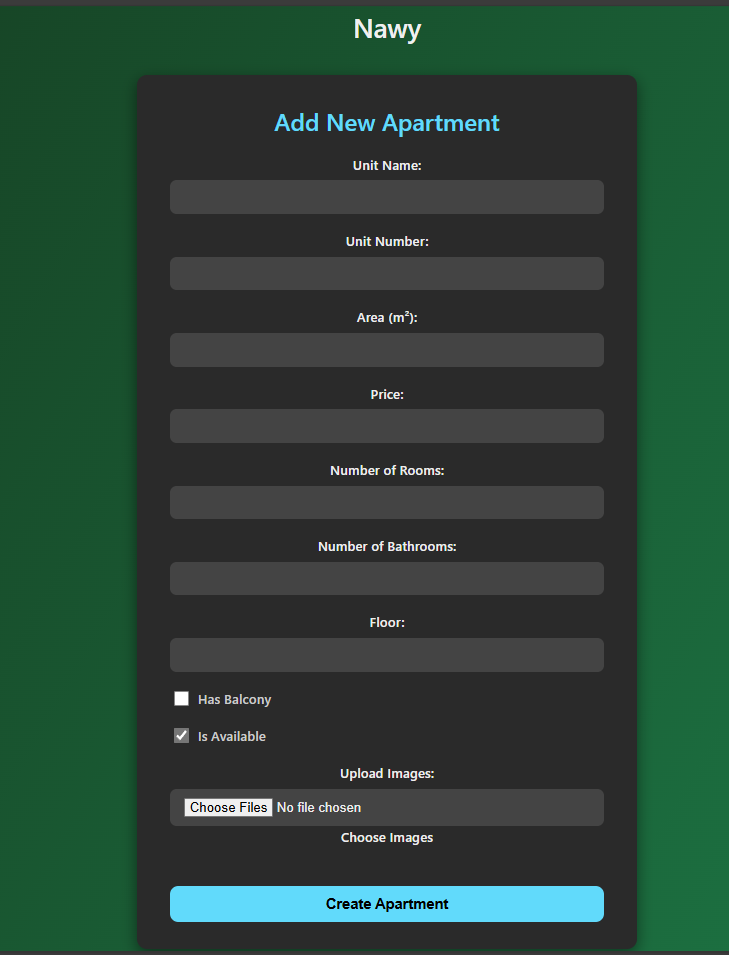 Nawy
Add New Apartment
Unit Name:
Unit Number:
Area (m²):
Price:
Number of Rooms:
Number of Bathrooms:
Floor:
Has Balcony
Is Available
Upload Images:
Choose Files No file chosen
Choose Images
Create Apartment